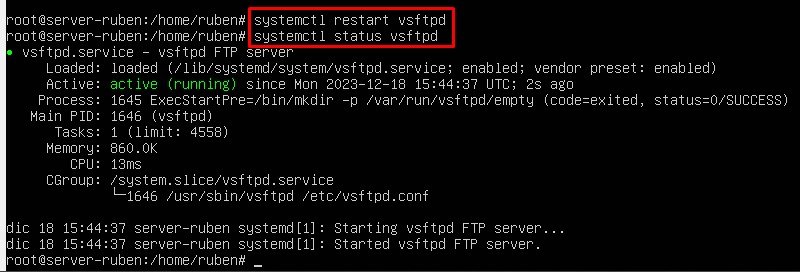 root@server-ruben:/home/ruben# systemctl restart vsftpd
root@server-ruben:/home/ruben# systemctl status vsftpd
● vsftpd.service - vsftpd FTP server
     Loaded: loaded (/lib/systemd/system/vsftpd.service; enabled; vendor preset: enabled)
     Active: active (running) since Mon 2023-12-18 15:44:37 UTC; 2s ago
    Process: 1645 ExecStartPre=/bin/mkdir -p /var/run/vsftpd/empty (code=exited, status=0/SUCCESS)
   Main PID: 1646 (vsftpd)
      Tasks: 1 (limit: 4558)
     Memory: 860.0K
        CPU: 13ms
     CGroup: /system.slice/vsftpd.service
             └─1646 /usr/sbin/vsftpd /etc/vsftpd.conf
dic 18 15:44:37 server-ruben systemd[1]: Starting vsftpd FTP server...
dic 18 15:44:37 server-ruben systemd[1]: Started vsftpd FTP server.
root@server-ruben:/home/ruben# _